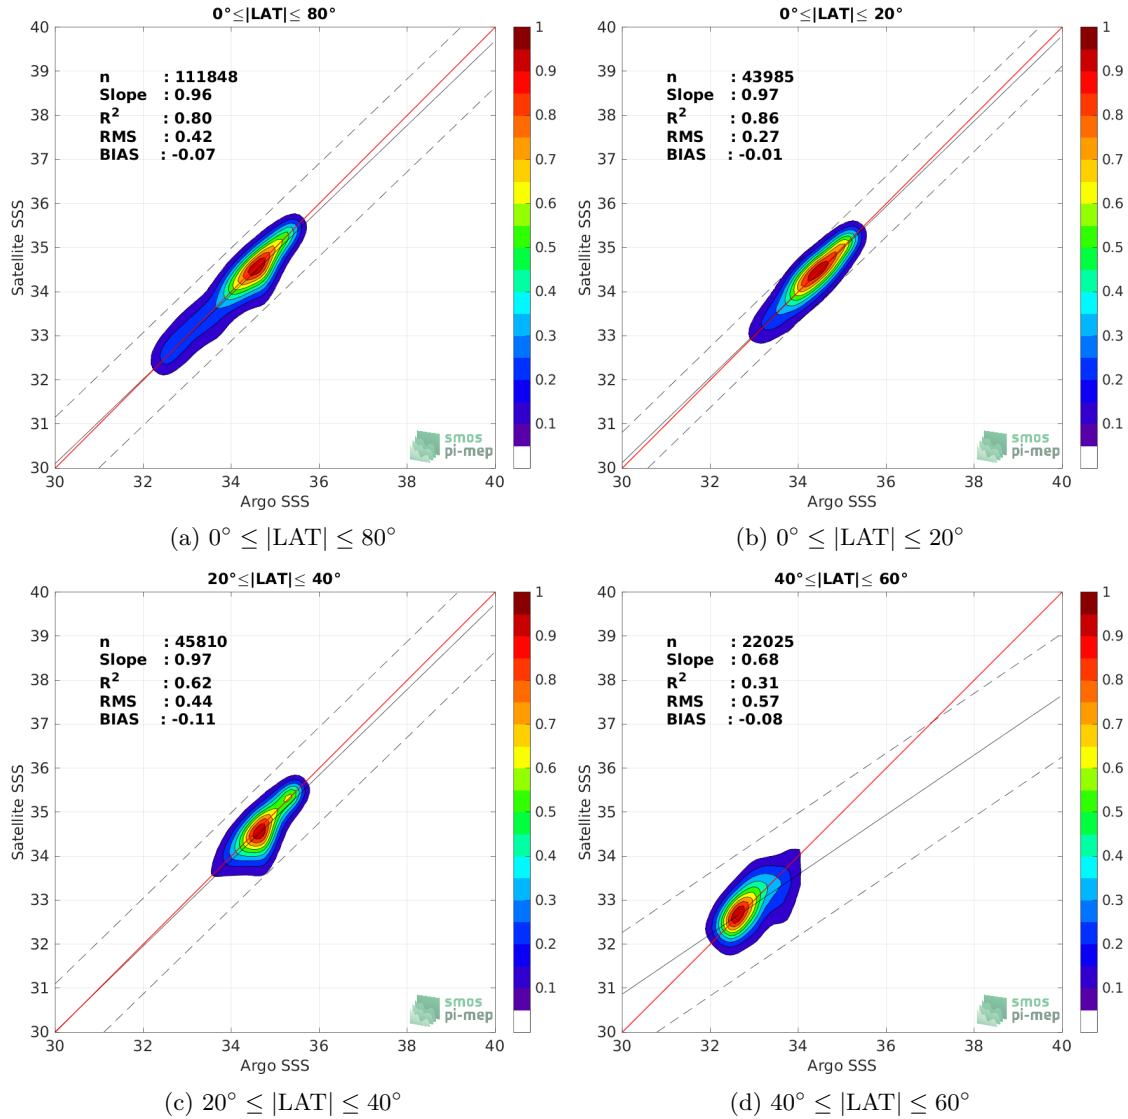 0°≤|LAT|≤ 80°
n : 111848
Slope : 0.96
R² : 0.80
RMS : 0.42
BIAS : -0.07
Satellite SSS
40
39
38
37
36
35
34
33
32
31
30
30 32 34 36 38 40
Argo SSS
1
0.9
0.8
0.7
0.6
0.5
0.4
0.3
0.2
0.1
smos
pi-mep
(a) 0° ≤ |LAT| ≤ 80°
0°≤|LAT|≤ 20°
n : 43985
Slope : 0.97
R² : 0.86
RMS : 0.27
BIAS : -0.01
Satellite SSS
40
39
38
37
36
35
34
33
32
31
30
30 32 34 36 38 40
Argo SSS
1
0.9
0.8
0.7
0.6
0.5
0.4
0.3
0.2
0.1
smos
pi-mep
(b) 0° ≤ |LAT| ≤ 20°
20°≤|LAT|≤ 40°
n : 45810
Slope : 0.97
R² : 0.62
RMS : 0.44
BIAS : -0.11
Satellite SSS
40
39
38
37
36
35
34
33
32
31
30
30 32 34 36 38 40
Argo SSS
1
0.9
0.8
0.7
0.6
0.5
0.4
0.3
0.2
0.1
smos
pi-mep
(c) 20° ≤ |LAT| ≤ 40°
40°≤|LAT|≤ 60°
n : 22025
Slope : 0.68
R² : 0.31
RMS : 0.57
BIAS : -0.08
Satellite SSS
40
39
38
37
36
35
34
33
32
31
30
30 32 34 36 38 40
Argo SSS
1
0.9
0.8
0.7
0.6
0.5
0.4
0.3
0.2
0.1
smos
pi-mep
(d) 40° ≤ |LAT| ≤ 60°